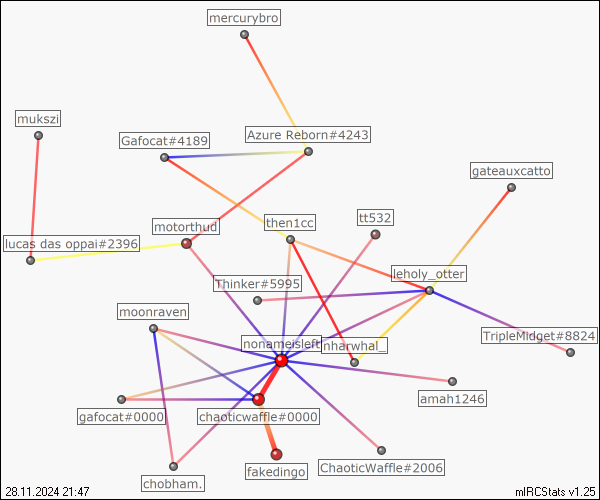 mercurybro
mukszi
Gafocat#4189
Azure Reborn#4243
gateauxcatto
motorthud
then1cc
tt532
lucas das oppai#2396
Thinker#5995
leholy_otter
moonraven
nonameisleft
nharwhal_
TripleMidget#8824
amah1246
gafocat#0000
chaoticwaffle#0000
fakedingo
ChaoticWaffle#2006
chobham.
28.11.2024 21:47
mIRCStats v1.25